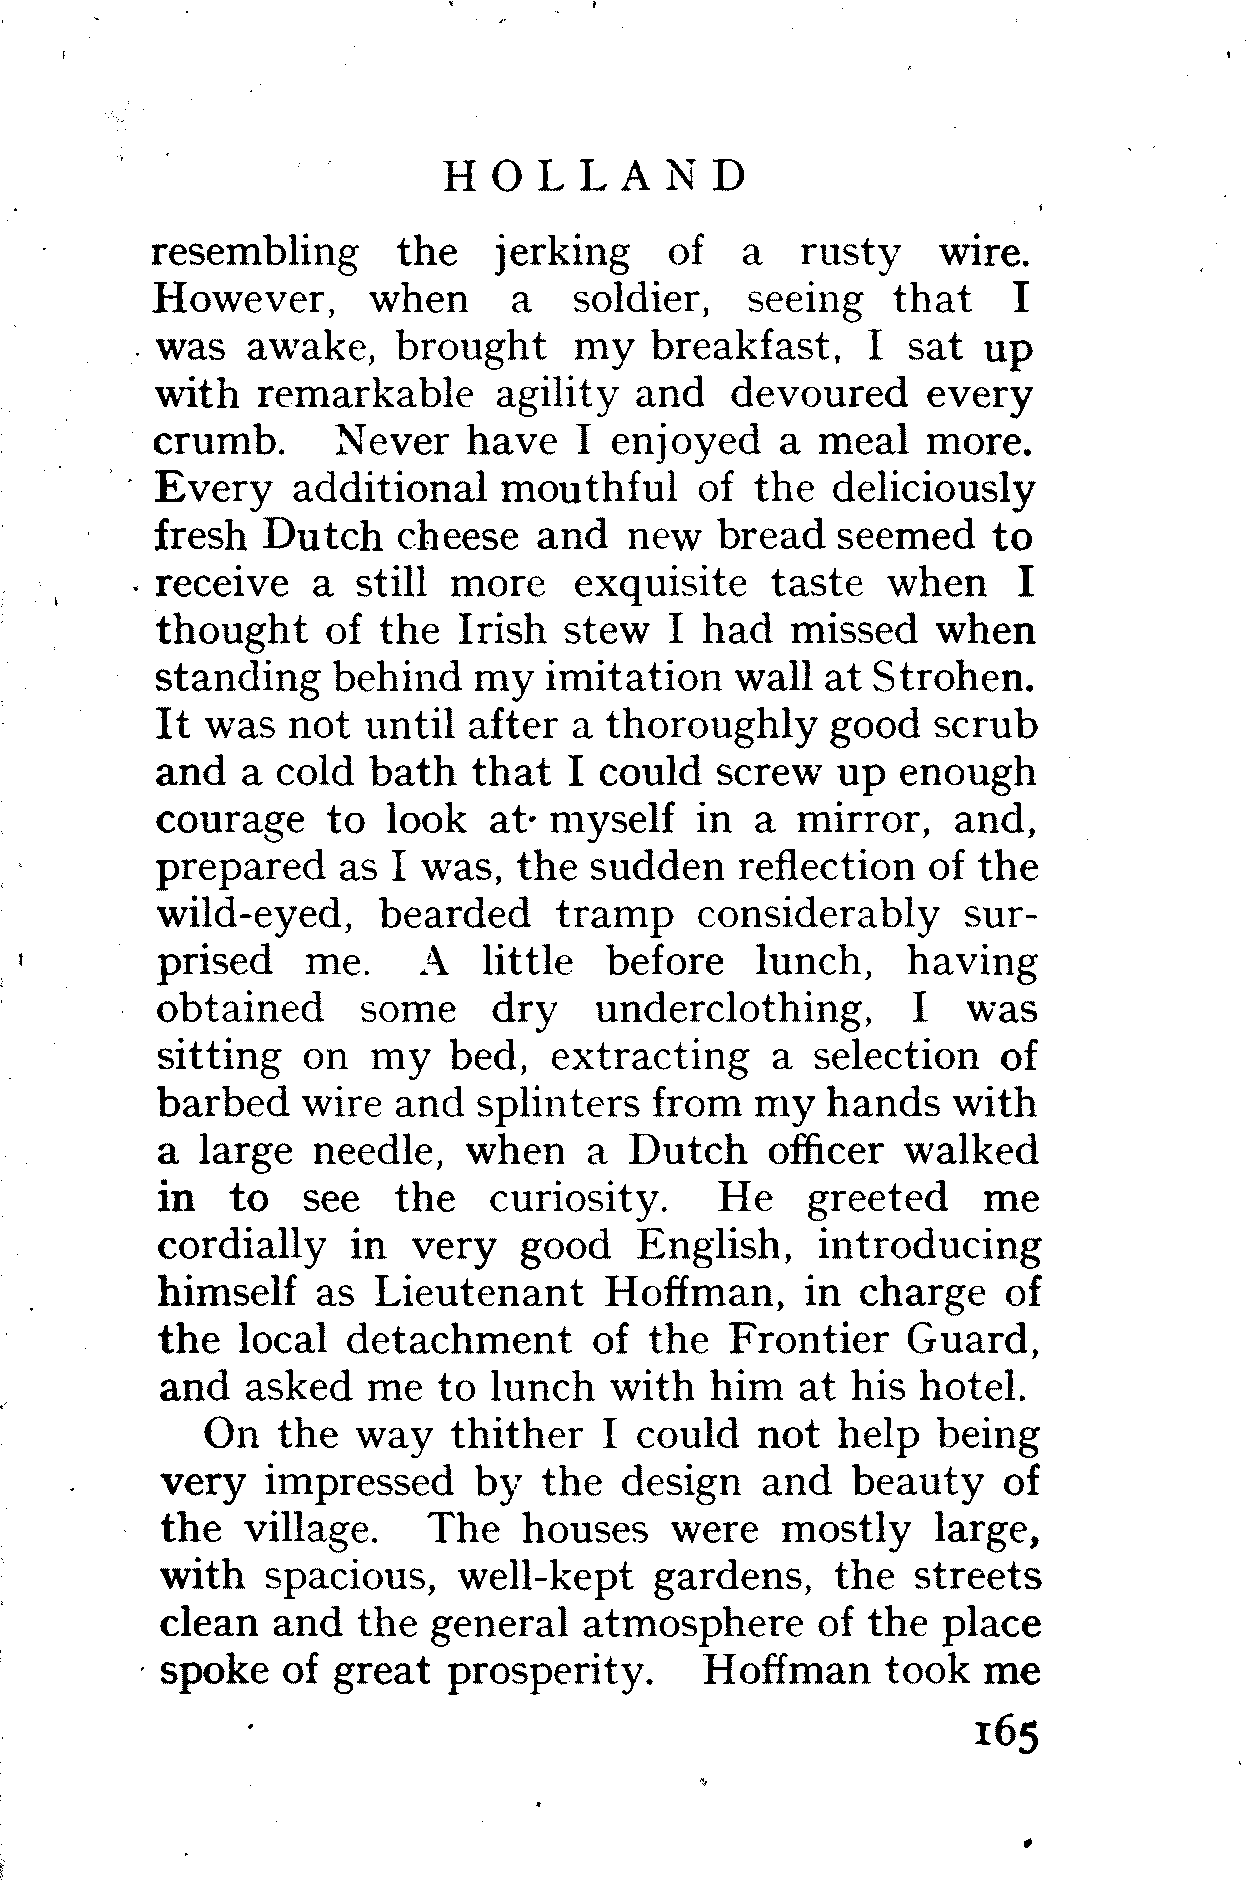 HOLLAND
resembling the jerking of a rusty wire.
However, when a soldier, seeing that I
was awake, brought my breakfast, I sat up
with remarkable agility and devoured every
crumb. Never have I enjoyed a meal more.
Every additional mouthful of the deliciously
fresh Dutch cheese and new bread seemed to
receive a still more exquisite taste when I
thought of the Irish stew I had missed when
standing behind my imitation wall at Strohen.
It was not until after a thoroughly good scrub
and a cold bath that I could screw up enough
courage to look at myself in a mirror, and,
prepared as I was, the sudden reflection of the
wild-eyed, bearded tramp considerably sur-
prised me. A little before lunch, having
obtained some dry underclothing, I was
sitting on my bed, extracting a selection of
barbed wire and splinters from my hands with
a large needle, when a Dutch officer walked
in to see the curiosity. He greeted me
cordially in very good English, introducing
himself as Lieutenant Hoffman, in charge of
the local detachment of the Frontier Guard,
and asked me to lunch with him at his hotel.
On the way thither I could not help being
very impressed by the design and beauty of
the village. The houses were mostly large,
with spacious, well-kept gardens, the streets
clean and the general atmosphere of the place
spoke of great prosperity. Hoffman took me
165